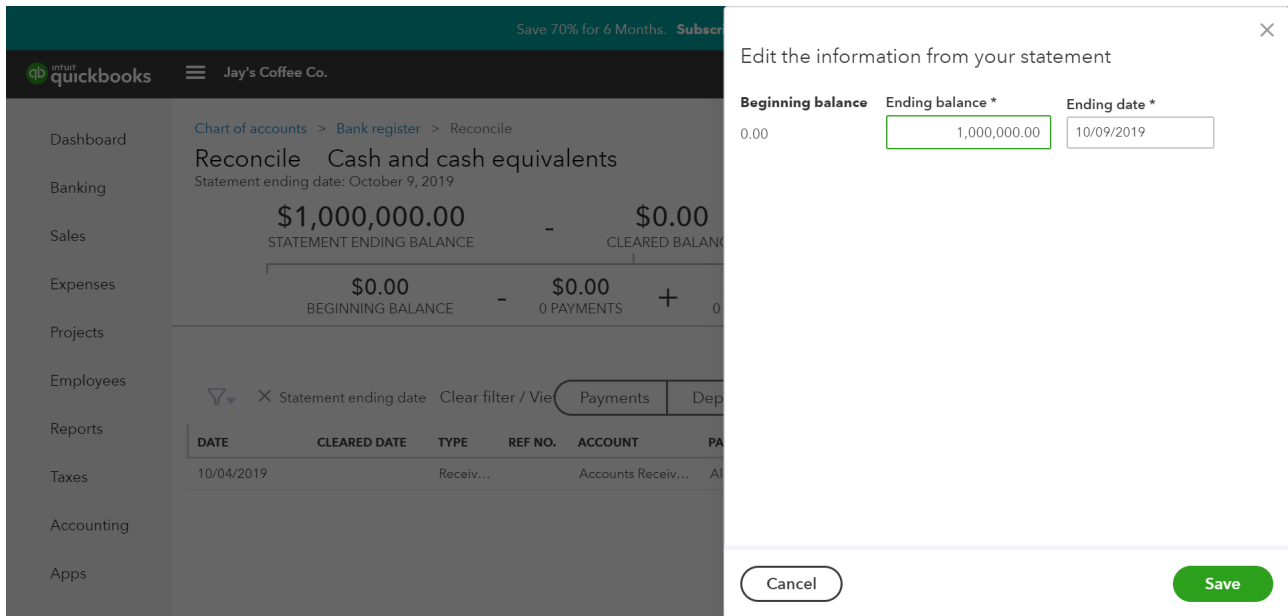 Save 70% for 6 Months. Subscr
intuit
quickbooks
Jay's Coffee Co.
Dashboard
Banking
Sales
Expenses
Projects
Employees
Reports
Taxes
Accounting
Apps
Chart of accounts > Bank register > Reconcile
Reconcile Cash and cash equivalents
Statement ending date: October 9, 2019
$1,000,000.00 - $0.00
STATEMENT ENDING BALANCE CLEARED BALANC
$0.00 - $0.00 +
BEGINNING BALANCE 0 PAYMENTS 0
Statement ending date Clear filter / Vie Payments Dep
DATE CLEARED DATE TYPE REF NO. ACCOUNT PA
10/04/2019 Receiv... Accounts Receiv... Al
Edit the information from your statement
Beginning balance Ending balance * Ending date *
0.00 1,000,000.00 10/09/2019
Cancel Save